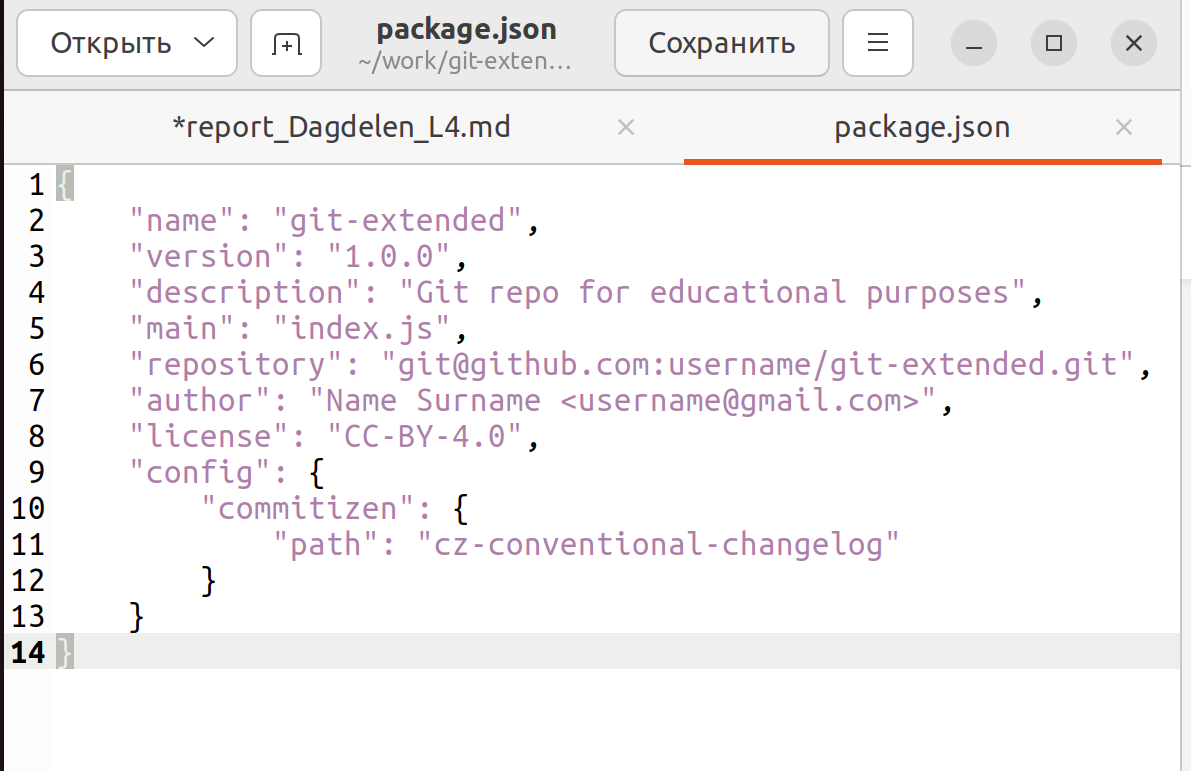 Открыть
package.json
~/work/git-exten…
Сохранить
*report_Dagdelen_L4.md
package.json
1 {
2     "name": "git-extended",
3     "version": "1.0.0",
4     "description": "Git repo for educational purposes",
5     "main": "index.js",
6     "repository": "git@github.com:username/git-extended.git",
7     "author": "Name Surname <username@gmail.com>",
8     "license": "CC-BY-4.0",
9     "config": {
10         "commitizen": {
11             "path": "cz-conventional-changelog"
12         }
13     }
14 }